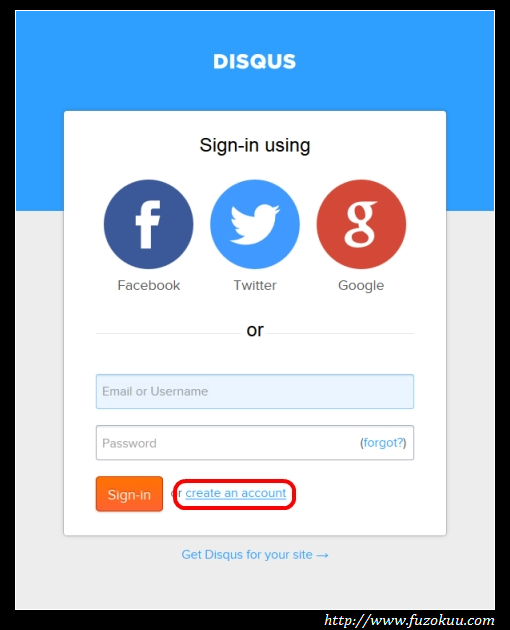 DISQUS
Sign-in using
Facebook Twitter Google
or
Email or Username
Password (forgot?)
Sign-in or create an account
Get Disqus for your site →
http://www.fuzokuu.com